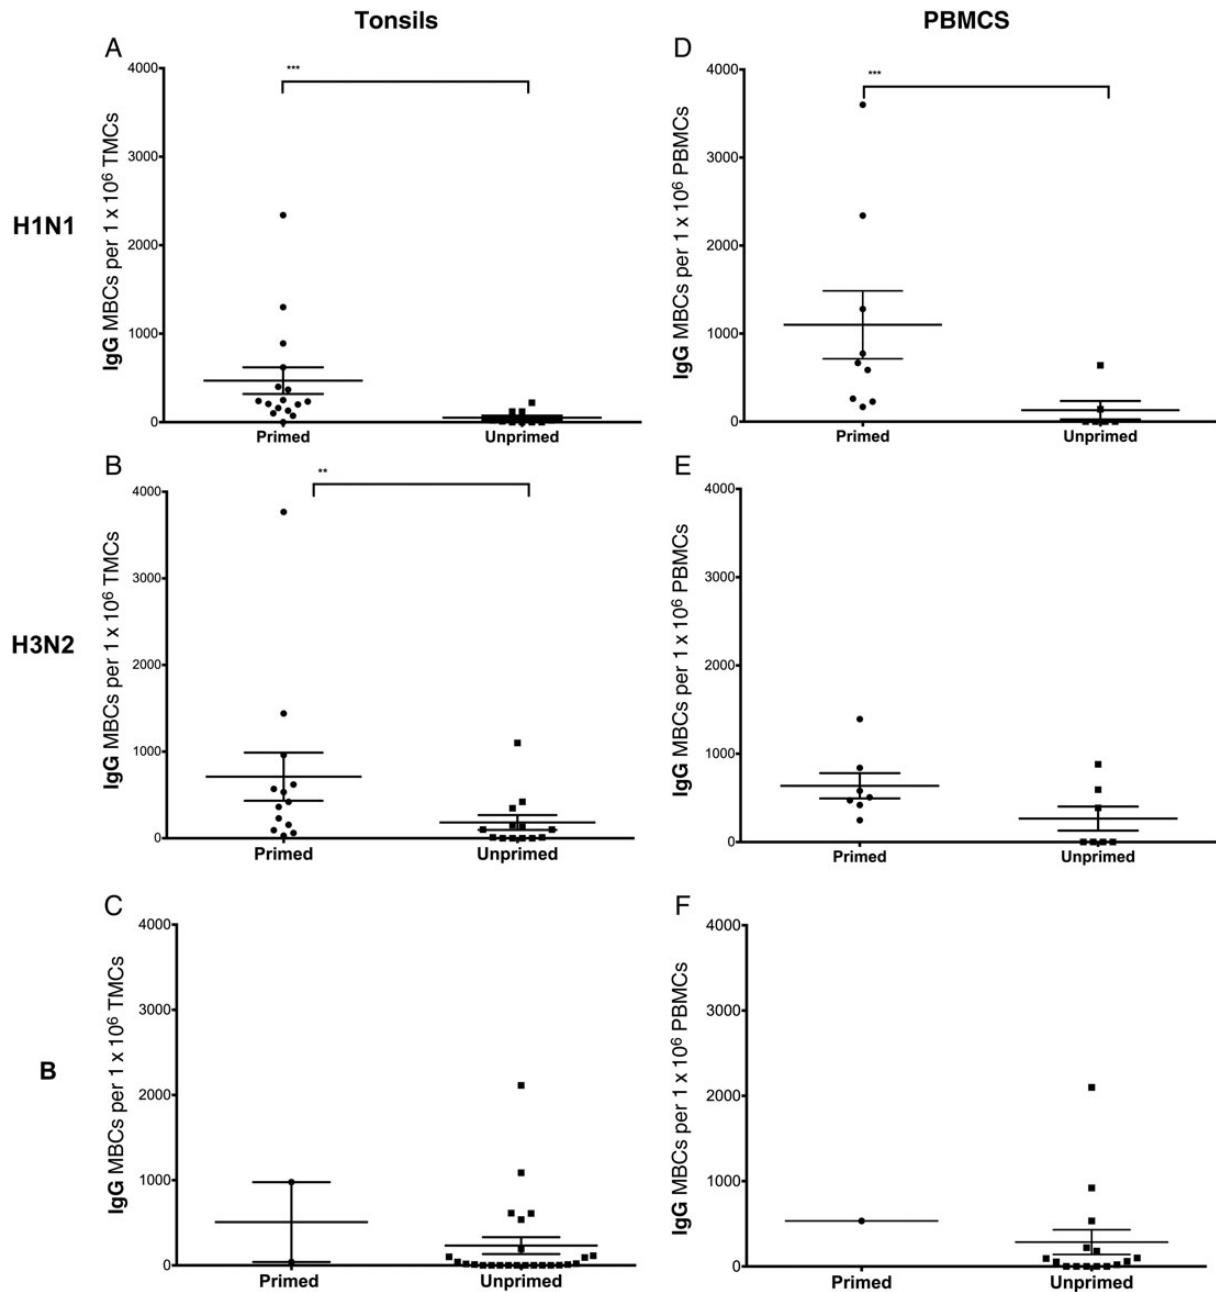 Tonsils
PBMCS
H1N1
A
***
IgG MBCs per 1 x 10⁶ TMCs
4000
3000
2000
1000
0
Primed
Unprimed
D
***
IgG MBCs per 1 x 10⁶ PBMCs
4000
3000
2000
1000
0
Primed
Unprimed
H3N2
B
**
IgG MBCs per 1 x 10⁶ TMCs
4000
3000
2000
1000
0
Primed
Unprimed
E
IgG MBCs per 1 x 10⁶ PBMCs
4000
3000
2000
1000
0
Primed
Unprimed
B
C
IgG MBCs per 1 x 10⁶ TMCs
4000
3000
2000
1000
0
Primed
Unprimed
F
IgG MBCs per 1 x 10⁶ PBMCs
4000
3000
2000
1000
0
Primed
Unprimed